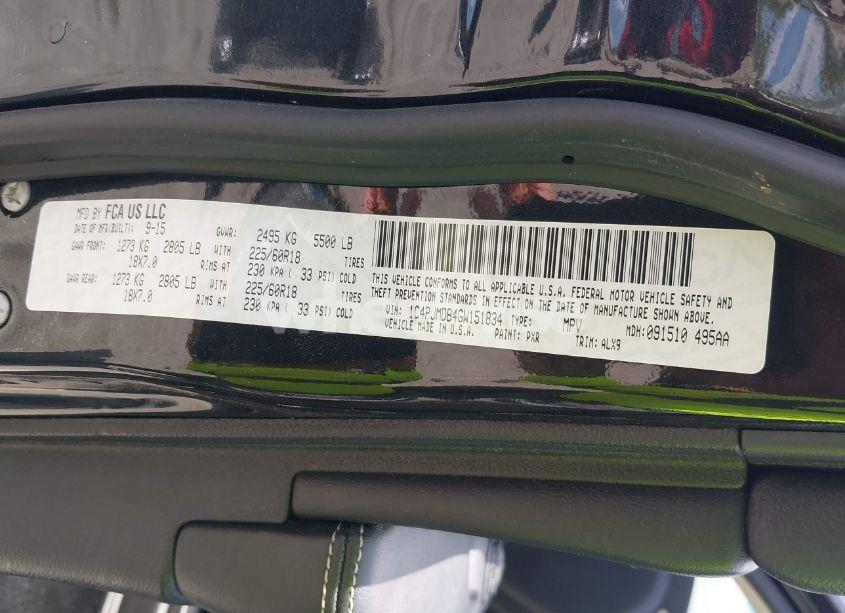 MFD BY FCA US LLC
DATE OF MFR(BUILT): 9-15 GVWR: 2495 KG 5500 LB
GAWR FRONT: 1273 KG 2805 LB WITH 225/60R18 TIRES
18X7.0 RIMS AT 230 KPA ( 33 PSI) COLD
GAWR REAR: 1273 KG 2805 LB WITH 225/60R18 TIRES
18X7.0 RIMS AT 230 KPA ( 33 PSI) COLD
THIS VEHICLE CONFORMS TO ALL APPLICABLE U.S.A. FEDERAL MOTOR VEHICLE SAFETY AND
THEFT PREVENTION STANDARDS IN EFFECT ON THE DATE OF MANUFACTURE SHOWN ABOVE.
VIN: 1C4PJMDB4GW151834 TYPE: MPV MDH:091510 495AA
VEHICLE MADE IN U.S.A. PAINT: PXR TRIM: ALX9